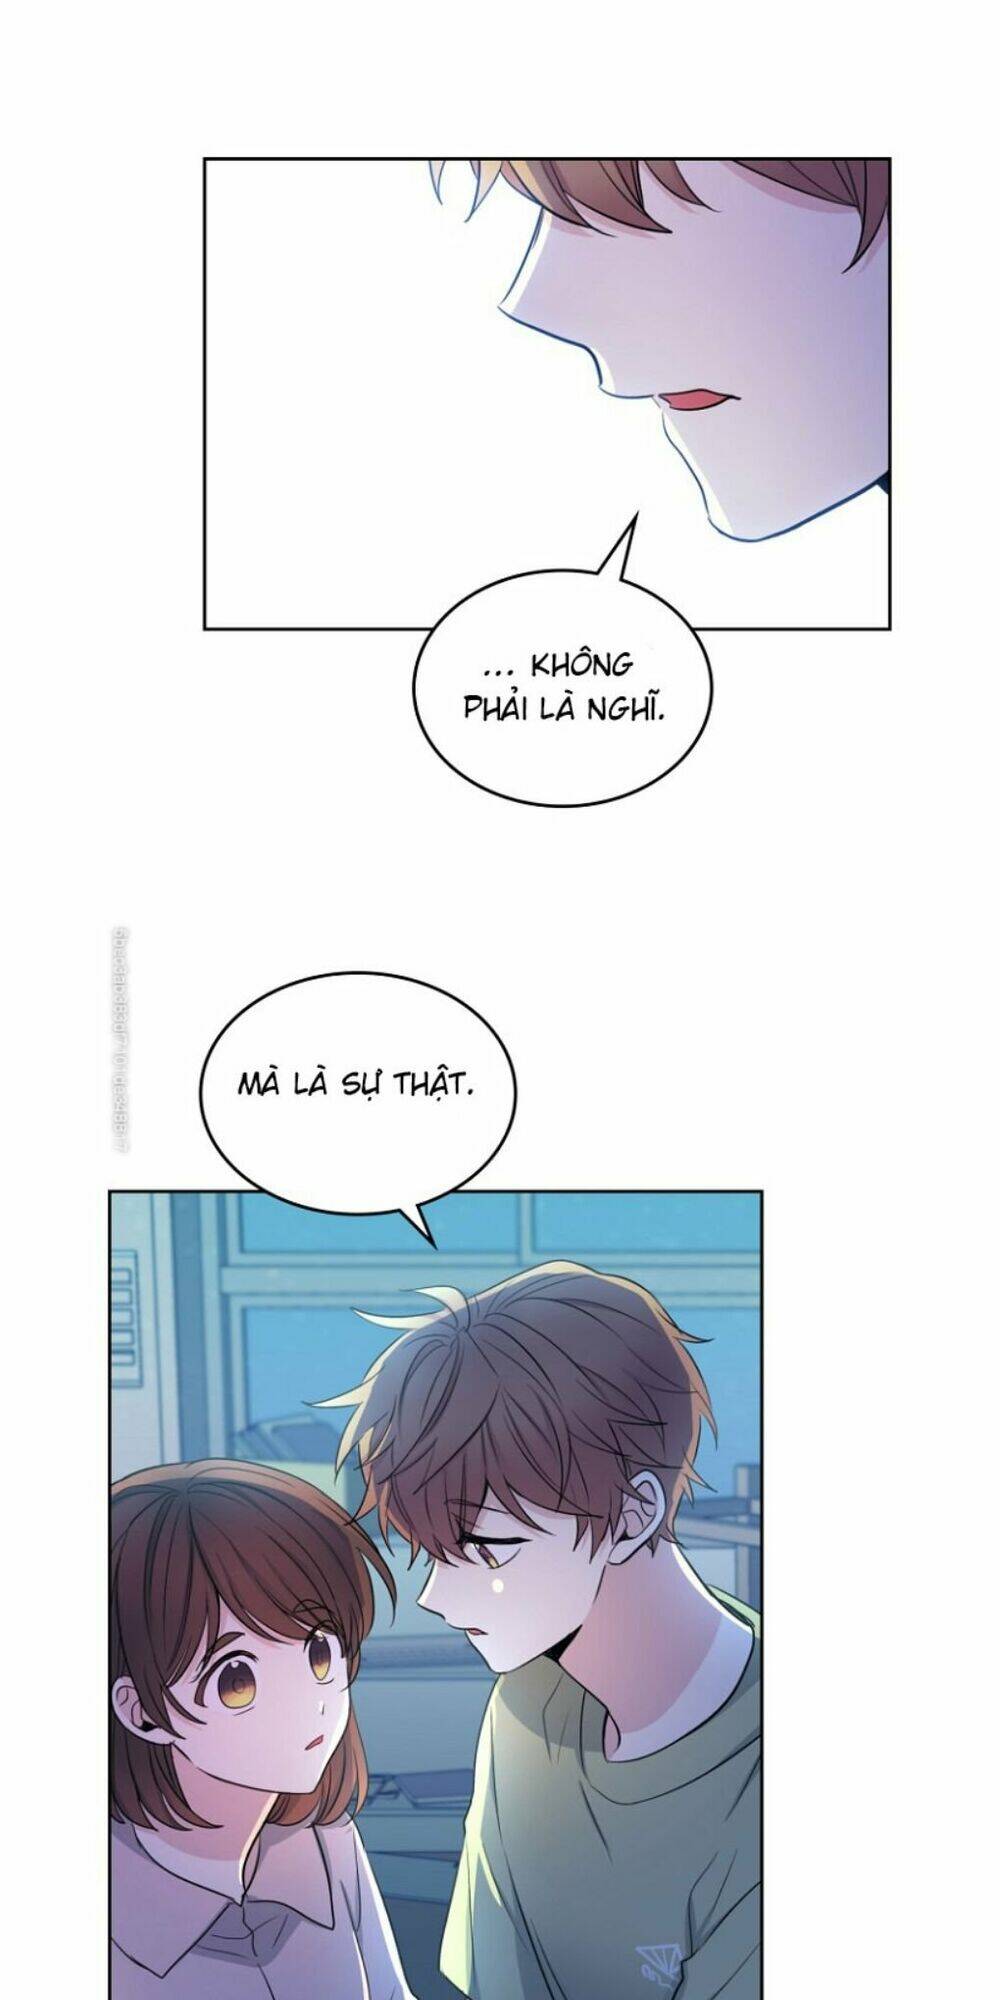 ... KHÔNG
PHẢI LÀ NGHĨ.
MÀ LÀ SỰ THẬT.